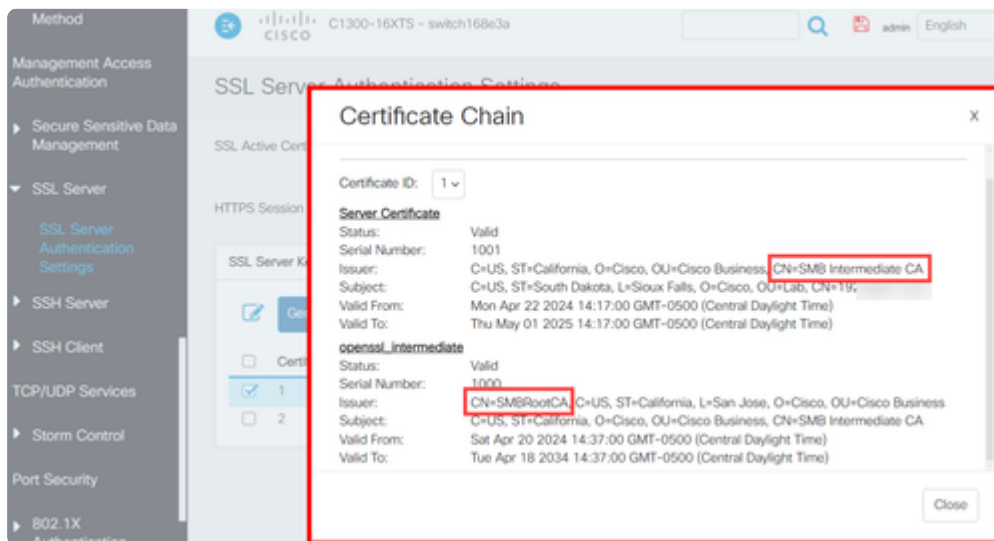 Method
Management Access
Authentication
Secure Sensitive Data
Management
SSL Server
SSL Server
Authentication
Settings
SSH Server
SSH Client
TCP/UDP Services
Storm Control
Port Security
802.1X
CISCO
C1300-16XTS - switch168e3a
admin
English
SSL Server Authentication Settings
SSL Active Cert
HTTPS Session
SSL Server K
Certi
1
2
Certificate Chain
X
Certificate ID: 1
Server Certificate
Status: Valid
Serial Number: 1001
Issuer: C=US, ST=California, O=Cisco, OU=Cisco Business, CN=SMB Intermediate CA
Subject: C=US, ST=South Dakota, L=Sioux Falls, O=Cisco, OU=Lab, CN=192
Valid From: Mon Apr 22 2024 14:17:00 GMT-0500 (Central Daylight Time)
Valid To: Thu May 01 2025 14:17:00 GMT-0500 (Central Daylight Time)
openssl_intermediate
Status: Valid
Serial Number: 1000
Issuer: CN=SMBRootCA, C=US, ST=California, L=San Jose, O=Cisco, OU=Cisco Business
Subject: C=US, ST=California, O=Cisco, OU=Cisco Business, CN=SMB Intermediate CA
Valid From: Sat Apr 20 2024 14:37:00 GMT-0500 (Central Daylight Time)
Valid To: Tue Apr 18 2034 14:37:00 GMT-0500 (Central Daylight Time)
Close